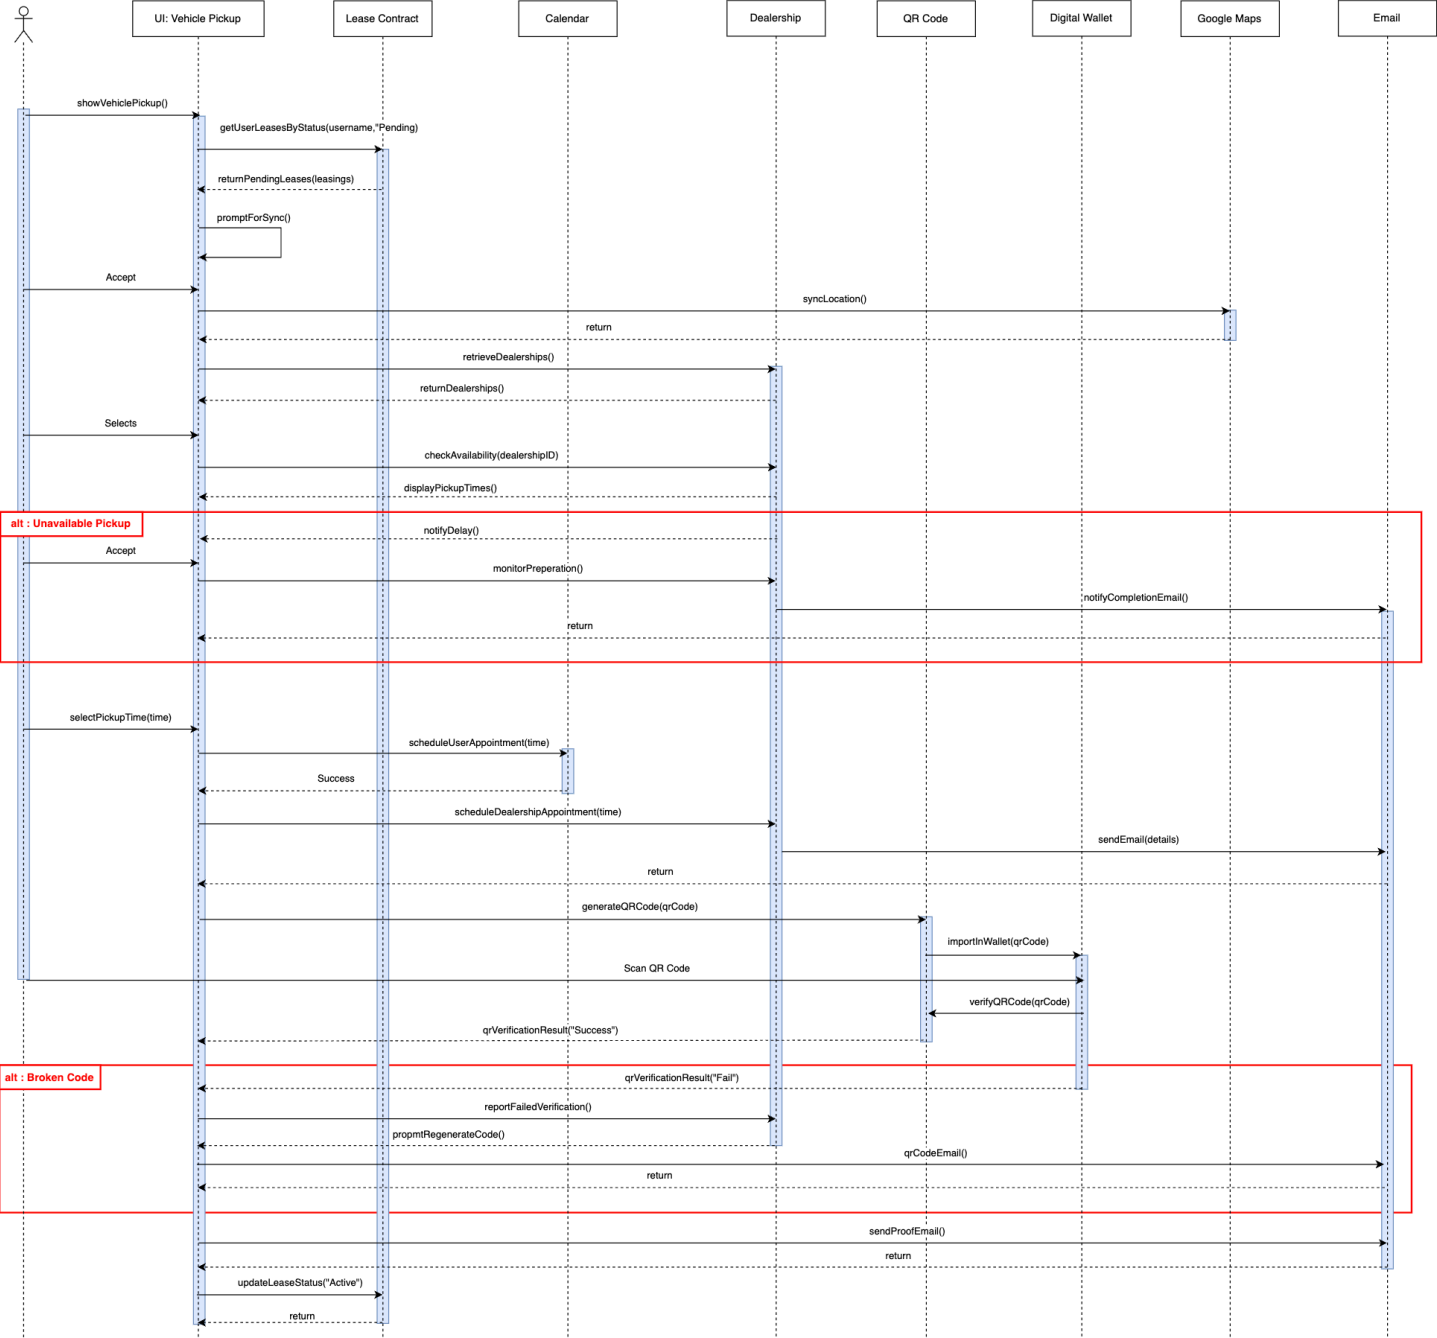 UI: Vehicle Pickup
Lease Contract
Calendar
Dealership
QR Code
Digital Wallet
Google Maps
Email
showVehiclePickup()
getUserLeasesByStatus(username,"Pending)
returnPendingLeases(leasings)
promptForSync()
Accept
syncLocation()
return
retrieveDealerships()
returnDealerships()
Selects
checkAvailability(dealershipID)
displayPickupTimes()
alt : Unavailable Pickup
notifyDelay()
Accept
monitorPreperation()
notifyCompletionEmail()
return
selectPickupTime(time)
scheduleUserAppointment(time)
Success
scheduleDealershipAppointment(time)
sendEmail(details)
return
generateQRCode(qrCode)
importInWallet(qrCode)
Scan QR Code
verifyQRCode(qrCode)
qrVerificationResult("Success")
alt : Broken Code
qrVerificationResult("Fail")
reportFailedVerification()
propmtRegenerateCode()
qrCodeEmail()
return
sendProofEmail()
return
updateLeaseStatus("Active")
return